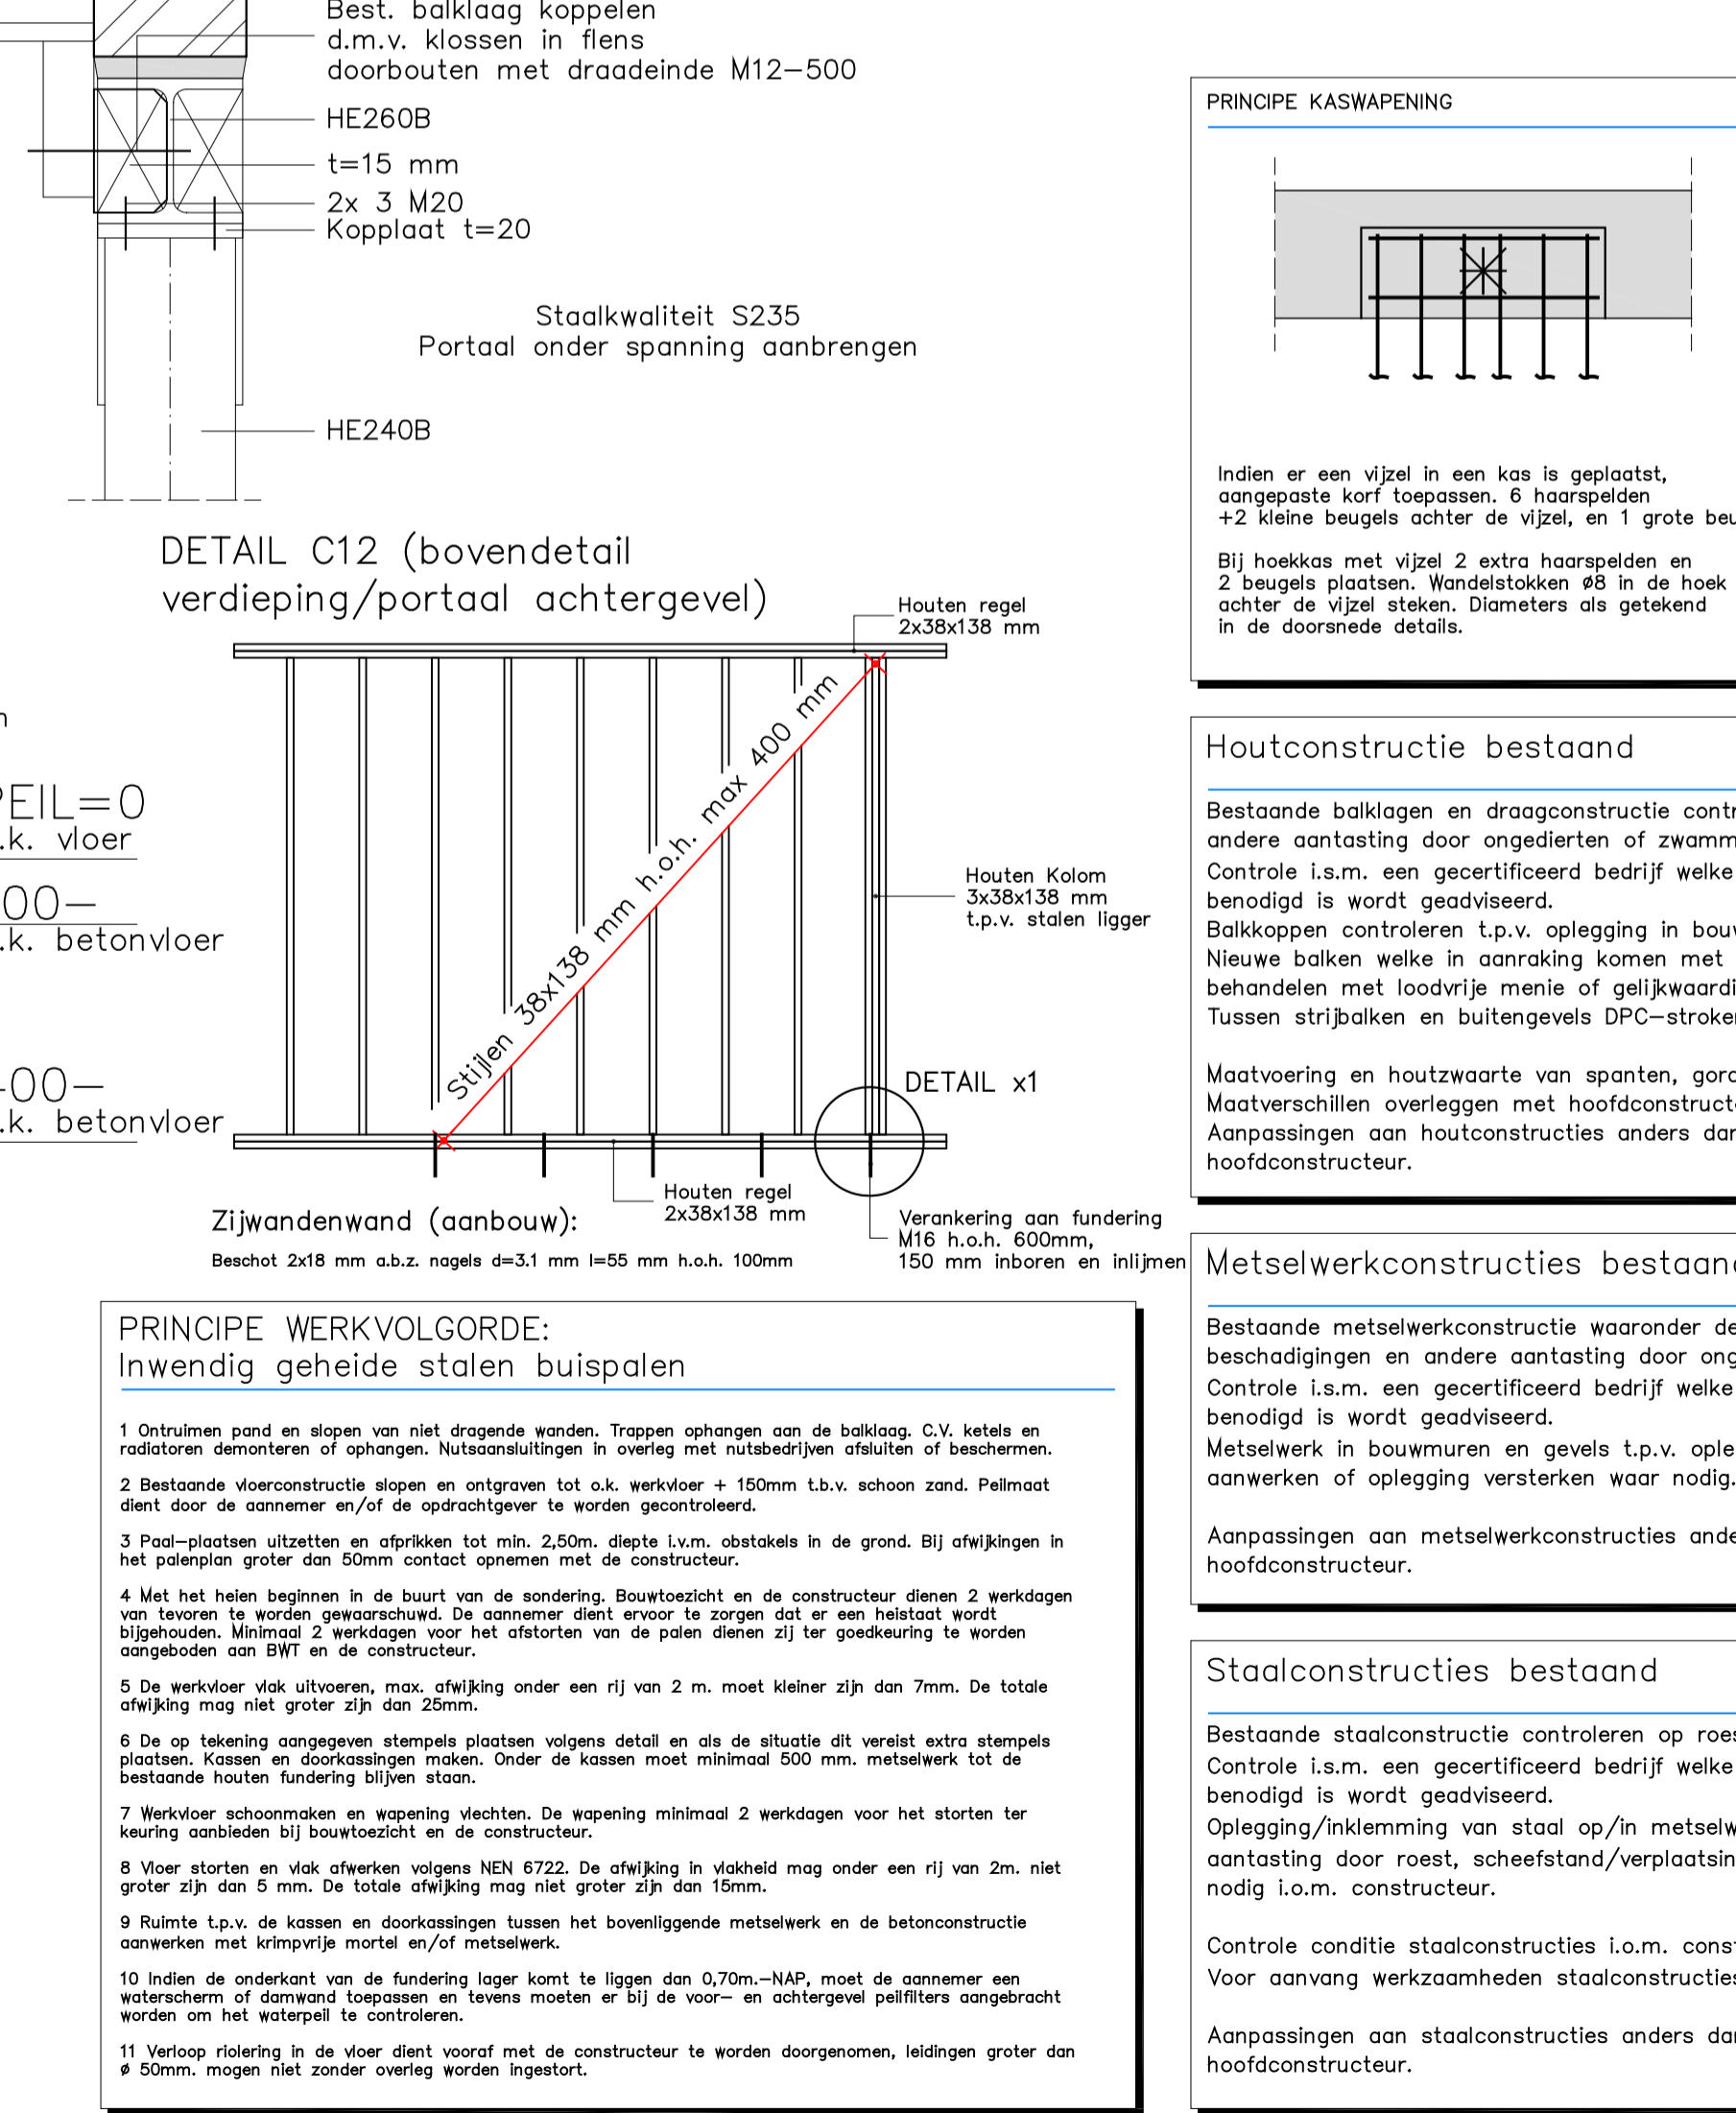 Best. balklaag koppelen
d.m.v. klossen in flens
doorbouten met draadeinde M12-500
HE260B
t=15 mm
2x 3 M20
Kopplaat t=20
Staalkwaliteit S235
Portaal onder spanning aanbrengen
HE240B
DETAIL C12 (bovendetail
verdieping/portaal achtergevel)
PEIL=0
.k. vloer
00-
.k. betonvloer
00-
.k. betonvloer
Houten regel
2x38x138 mm
Stijlen 38x138 mm h.o.h. max 400 mm
Houten Kolom
3x38x138 mm
t.p.v. stalen ligger
DETAIL x1
Houten regel
2x38x138 mm
Verankering aan fundering
M16 h.o.h. 600mm,
150 mm inboren en inlijmen
Zijwandenwand (aanbouw):
Beschot 2x18 mm a.b.z. nagels d=3.1 mm l=55 mm h.o.h. 100mm
PRINCIPE WERKVOLGORDE:
Inwendig geheide stalen buispalen
1 Ontruimen pand en slopen van niet dragende wanden. Trappen ophangen aan de balklaag. C.V. ketels en
radiatoren demonteren of ophangen. Nutsaansluitingen in overleg met nutsbedrijven afsluiten of beschermen.
2 Bestaande vloerconstructie slopen en ontgraven tot o.k. werkvloer + 150mm t.b.v. schoon zand. Peilmaat
dient door de aannemer en/of de opdrachtgever te worden gecontroleerd.
3 Paal-plaatsen uitzetten en afprikken tot min. 2,50m. diepte i.v.m. obstakels in de grond. Bij afwijkingen in
het palenplan groter dan 50mm contact opnemen met de constructeur.
4 Met het heien beginnen in de buurt van de sondering. Bouwtoezicht en de constructeur dienen 2 werkdagen
van tevoren te worden gewaarschuwd. De aannemer dient ervoor te zorgen dat er een heistaat wordt
bijgehouden. Minimaal 2 werkdagen voor het afstorten van de palen dienen zij ter goedkeuring te worden
aangeboden aan BWT en de constructeur.
5 De werkvloer vlak uitvoeren, max. afwijking onder een rij van 2 m. moet kleiner zijn dan 7mm. De totale
afwijking mag niet groter zijn dan 25mm.
6 De op tekening aangegeven stempels plaatsen volgens detail en als de situatie dit vereist extra stempels
plaatsen. Kassen en doorkassingen maken. Onder de kassen moet minimaal 500 mm. metselwerk tot de
bestaande houten fundering blijven staan.
7 Werkvloer schoonmaken en wapening vlechten. De wapening minimaal 2 werkdagen voor het storten ter
keuring aanbieden bij bouwtoezicht en de constructeur.
8 Vloer storten en vlak afwerken volgens NEN 6722. De afwijking in vlakheid mag onder een rij van 2m. niet
groter zijn dan 5 mm. De totale afwijking mag niet groter zijn dan 15mm.
9 Ruimte t.p.v. de kassen en doorkassingen tussen het bovenliggende metselwerk en de betonconstructie
aanwerken met krimpvrije mortel en/of metselwerk.
10 Indien de onderkant van de fundering lager komt te liggen dan 0,70m.-NAP, moet de aannemer een
waterscherm of damwand toepassen en tevens moeten er bij de voor- en achtergevel peilfilters aangebracht
worden om het waterpeil te controleren.
11 Verloop riolering in de vloer dient vooraf met de constructeur te worden doorgenomen, leidingen groter dan
ø 50mm. mogen niet zonder overleg worden ingestort.
PRINCIPE KASWAPENING
Indien er een vijzel in een kas is geplaatst,
aangepaste korf toepassen. 6 haarspelden
+2 kleine beugels achter de vijzel, en 1 grote beu
Bij hoekkas met vijzel 2 extra haarspelden en
2 beugels plaatsen. Wandelstokken ø8 in de hoek
achter de vijzel steken. Diameters als getekend
in de doorsnede details.
Houtconstructie bestaand
Bestaande balklagen en draagconstructie contr
andere aantasting door ongedierten of zwamm
Controle i.s.m. een gecertificeerd bedrijf welke
benodigd is wordt geadviseerd.
Balkkoppen controleren t.p.v. oplegging in bouw
Nieuwe balken welke in aanraking komen met
behandelen met loodvrije menie of gelijkwaardi
Tussen strijbalken en buitengevels DPC-stroken
Maatvoering en houtzwaarte van spanten, gord
Maatverschillen overleggen met hoofdconstructe
Aanpassingen aan houtconstructies anders dan
hoofdconstructeur.
Metselwerkconstructies bestaand
Bestaande metselwerkconstructie waaronder de
beschadigingen en andere aantasting door ong
Controle i.s.m. een gecertificeerd bedrijf welke
benodigd is wordt geadviseerd.
Metselwerk in bouwmuren en gevels t.p.v. ople
aanwerken of oplegging versterken waar nodig.
Aanpassingen aan metselwerkconstructies ande
hoofdconstructeur.
Staalconstructies bestaand
Bestaande staalconstructie controleren op roes
Controle i.s.m. een gecertificeerd bedrijf welke
benodigd is wordt geadviseerd.
Oplegging/inklemming van staal op/in metselw
aantasting door roest, scheefstand/verplaatsin
nodig i.o.m. constructeur.
Controle conditie staalconstructies i.o.m. cons
Voor aanvang werkzaamheden staalconstructies
Aanpassingen aan staalconstructies anders dan
hoofdconstructeur.